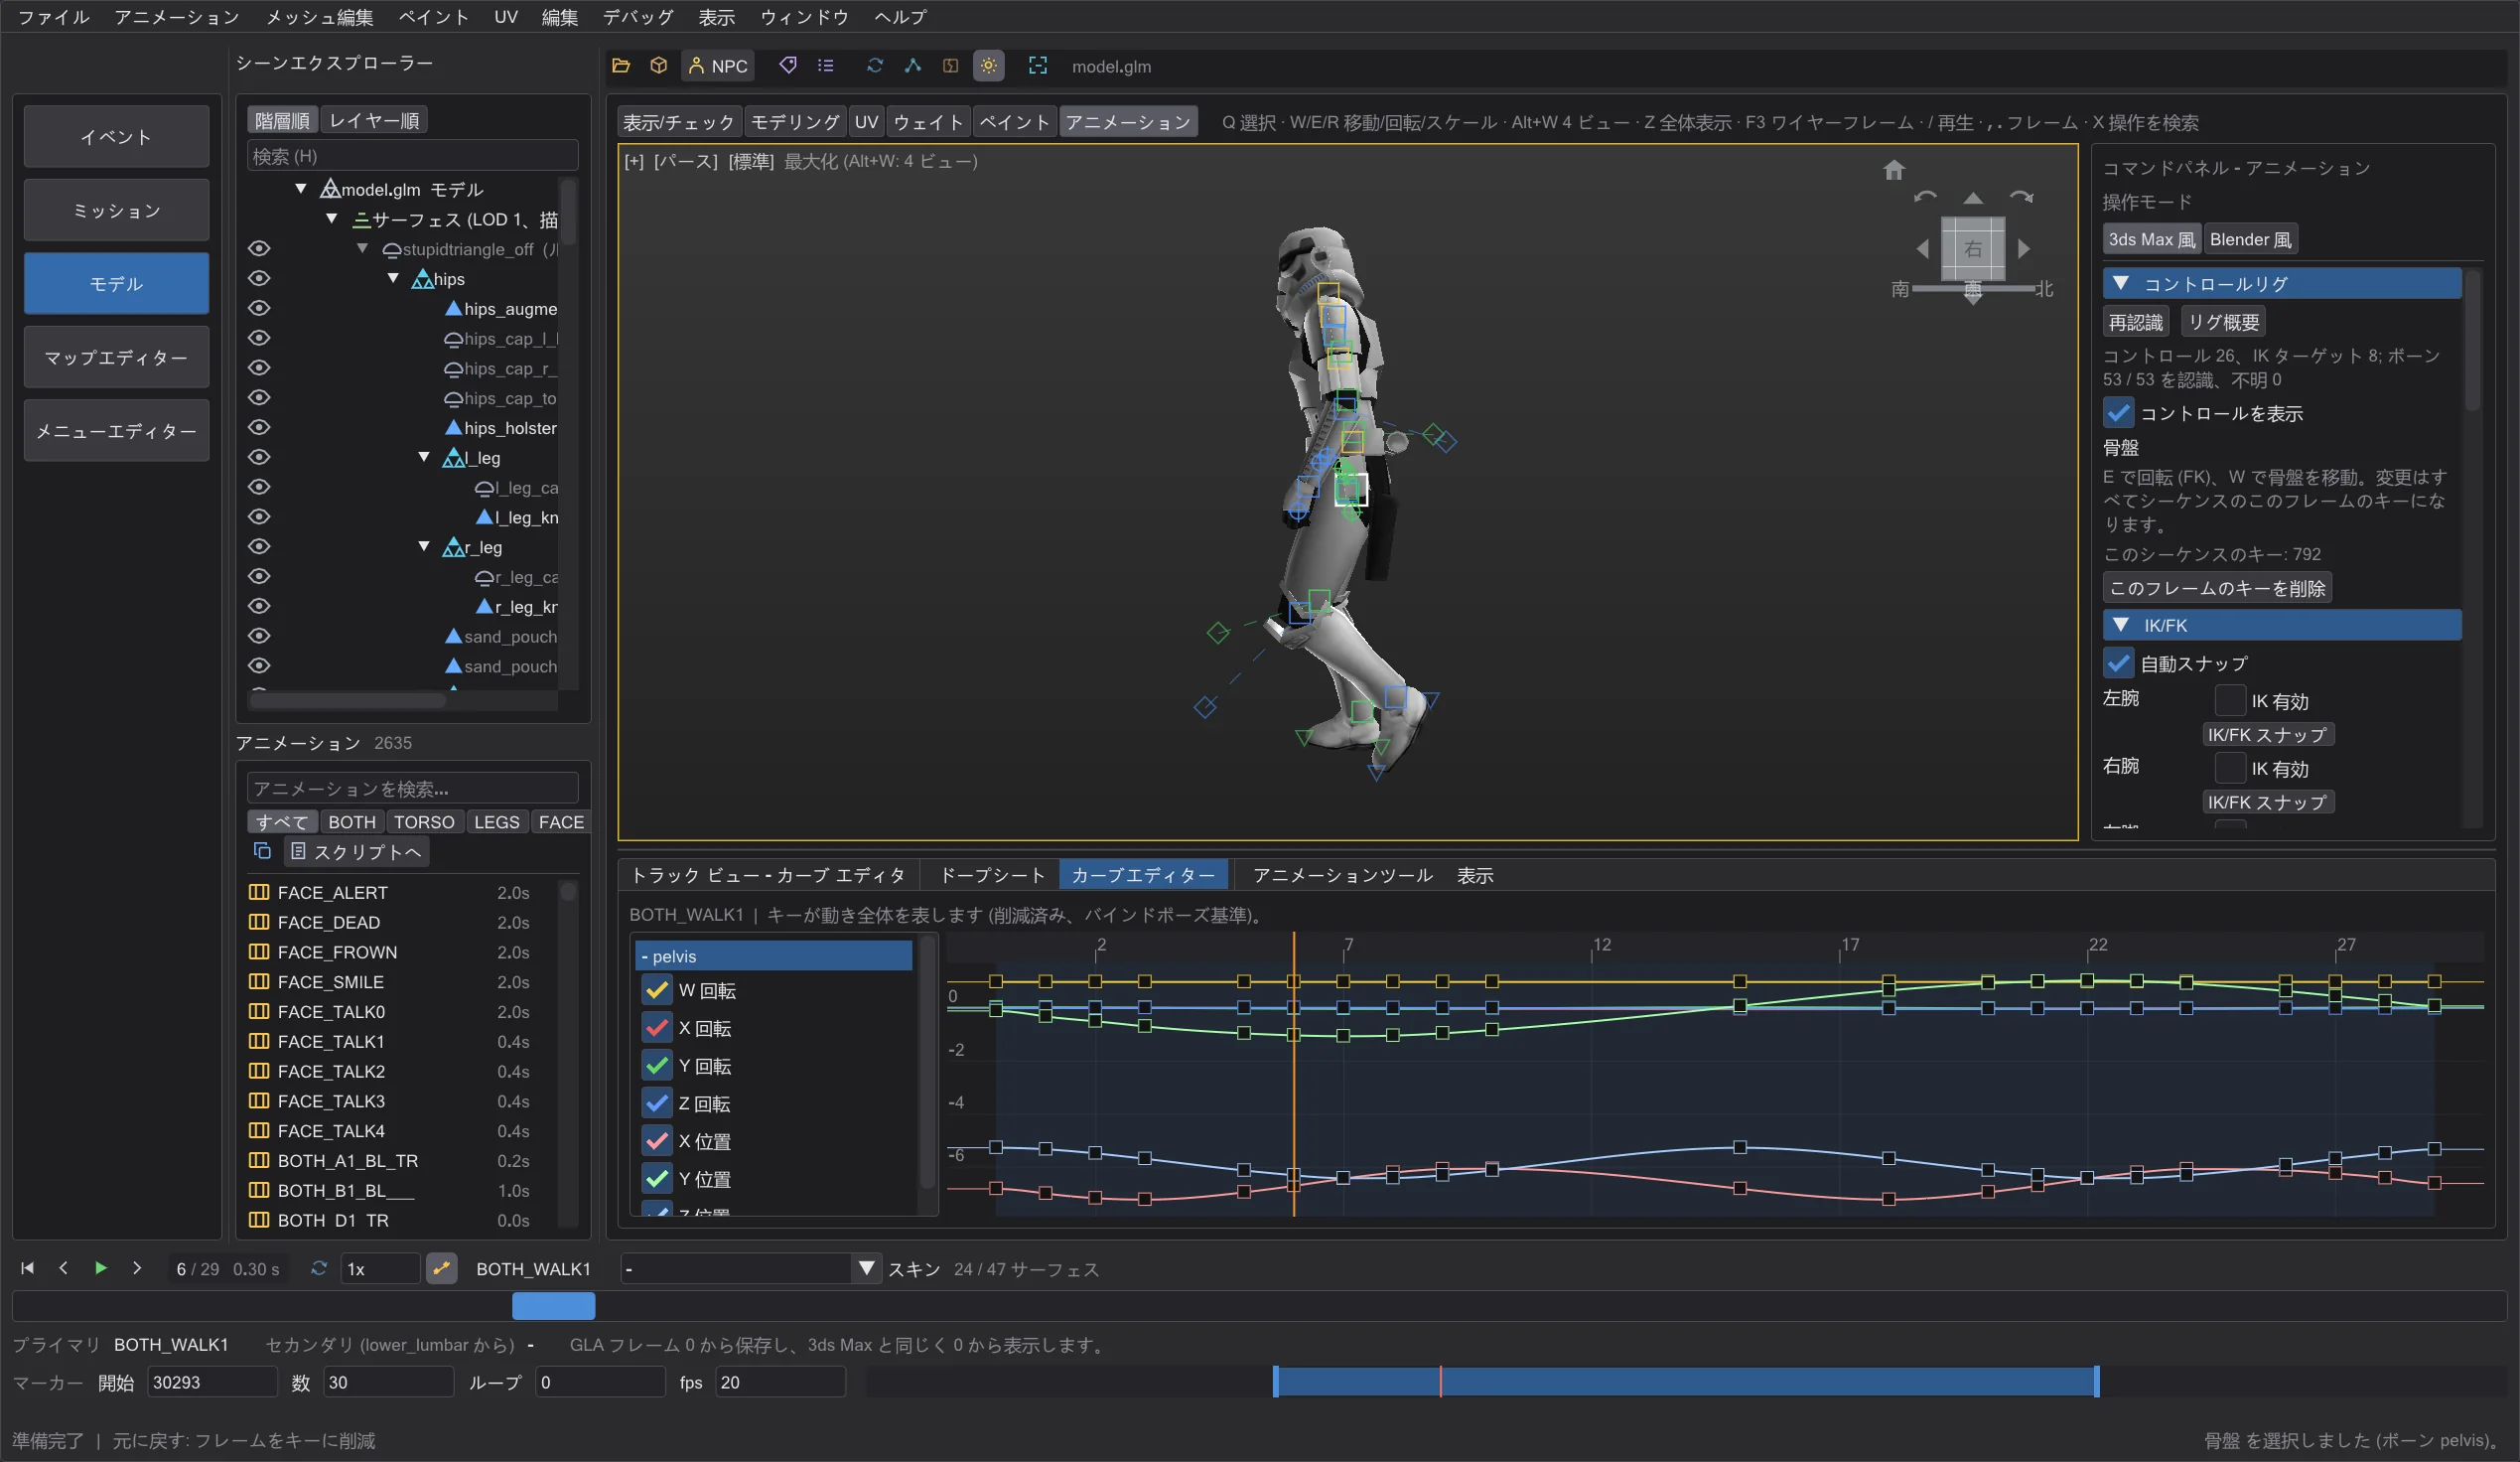 ファイル アニメーション メッシュ編集 ペイント UV 編集 デバッグ 表示 ウィンドウ ヘルプ
シーンエクスプローラー
NPC model.glm
イベント
ミッション
モデル
マップエディター
メニューエディター
階層順 レイヤー順
検索 (H)
model.glm モデル
サーフェス (LOD 1、描
stupidtriangle_off
hips
hips_augme
hips_cap_l_
hips_cap_r_
hips_cap_to
hips_holster
l_leg
l_leg_ca
l_leg_kn
r_leg
r_leg_ca
r_leg_kr
sand_pouch
sand_pouch
アニメーション 2635
アニメーションを検索...
すべて BOTH TORSO LEGS FACE
スクリプトへ
FACE_ALERT 2.0s
FACE_DEAD 2.0s
FACE_FROWN 2.0s
FACE_SMILE 2.0s
FACE_TALK0 2.0s
FACE_TALK1 0.4s
FACE_TALK2 0.4s
FACE_TALK3 0.4s
FACE_TALK4 0.4s
BOTH_A1_BL_TR 0.2s
BOTH_B1_BL___ 1.0s
BOTH_D1_TR 0.0s
表示/チェック モデリング UV ウェイト ペイント アニメーション Q 選択 · W/E/R 移動/回転/スケール · Alt+W 4 ビュー · Z 全体表示 · F3 ワイヤーフレーム · / 再生 · , . フレーム · X 操作を検索
[+] [パース] [標準] 最大化 (Alt+W: 4 ビュー)
右
南 北
コマンドパネル - アニメーション
操作モード
3ds Max 風 Blender 風
コントロールリグ
再認識 リグ概要
コントロール 26、IK ターゲット 8; ボーン
53 / 53 を認識、不明 0
コントロールを表示
骨盤
E で回転 (FK)、W で骨盤を移動。変更はす
べてシーケンスのこのフレームのキーにな
ります。
このシーケンスのキー: 792
このフレームのキーを削除
IK/FK
自動スナップ
左腕 IK 有効
IK/FK スナップ
右腕 IK 有効
IK/FK スナップ
トラック ビュー - カーブ エディタ ドープシート カーブエディター アニメーションツール 表示
BOTH_WALK1 | キーが動き全体を表します (削減済み、バインドポーズ基準)。
- pelvis
W 回転
X 回転
Y 回転
Z 回転
X 位置
Y 位置
Z 位置
2 7 12 17 22 27
0
-2
-4
-6
6 / 29 0.30 s 1x BOTH_WALK1 - スキン 24 / 47 サーフェス
プライマリ BOTH_WALK1 セカンダリ (lower_lumbar から) - GLA フレーム 0 から保存し、3ds Max と同じく 0 から表示します。
マーカー 開始 30293 数 30 ループ 0 fps 20
準備完了 | 元に戻す: フレームをキーに削減
骨盤 を選択しました (ボーン pelvis)。